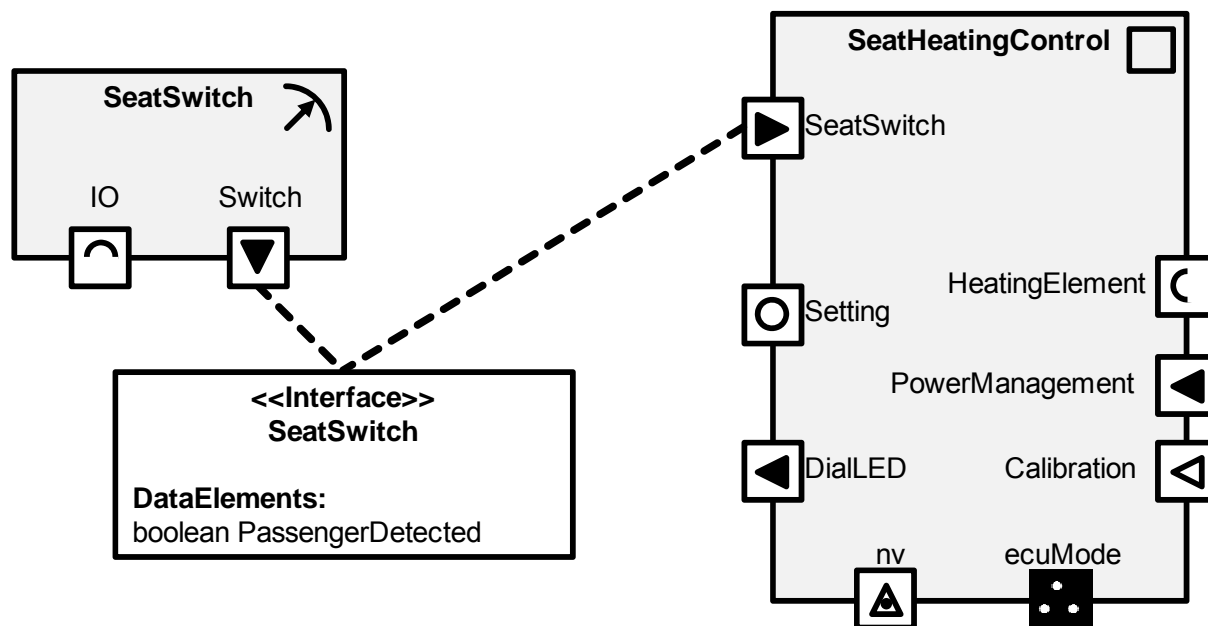 SeatSwitch
IO
Switch
<<Interface>>
SeatSwitch
DataElements:
boolean PassengerDetected
SeatHeatingControl
SeatSwitch
Setting
DialLED
HeatingElement
PowerManagement
Calibration
nv
ecuMode